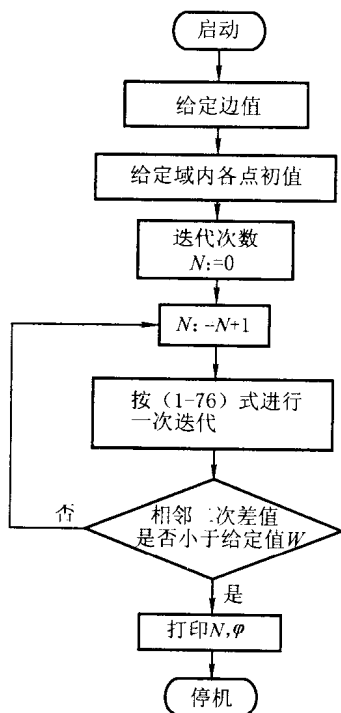 启动
给定边值
给定域内各点初值
迭代次数
N:=0
N:=N+1
按（1-76）式进行
一次迭代
相邻二次差值
是否小于给定值W
否
是
打印N,φ
停机